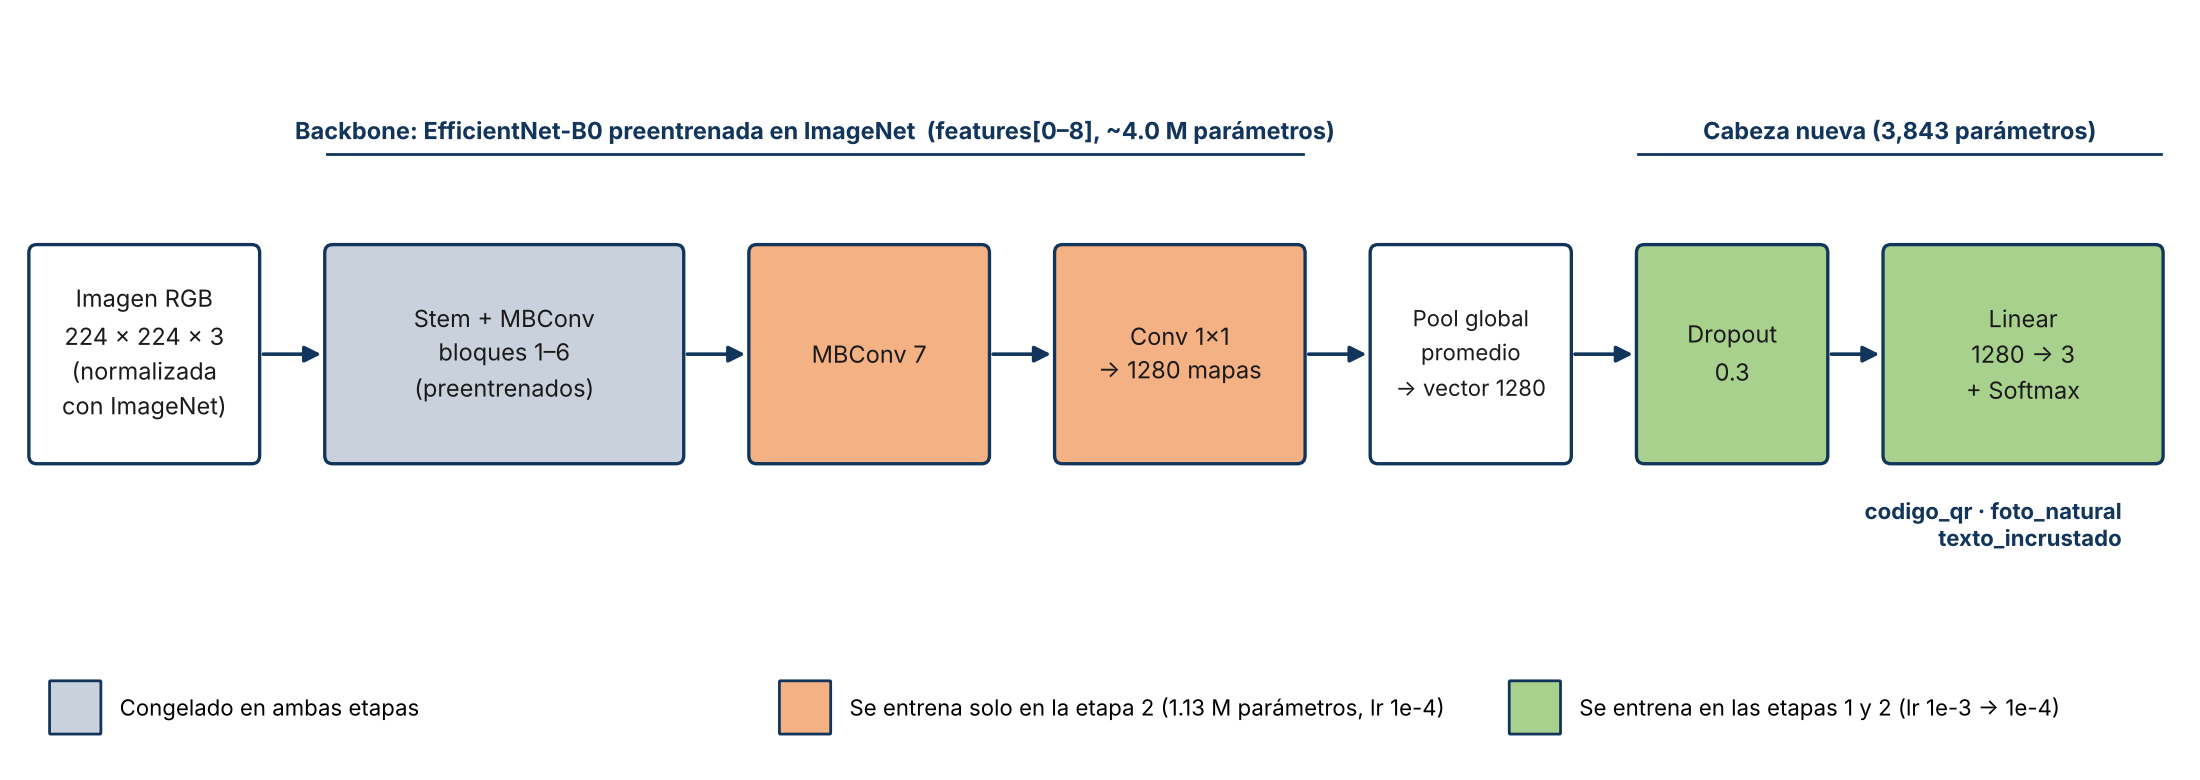 Backbone: EfficientNet-B0 preentrenada en ImageNet  (features[0–8], ~4.0 M parámetros)
Cabeza nueva (3,843 parámetros)
Imagen RGB
224 × 224 × 3
(normalizada
con ImageNet)
Stem + MBConv
bloques 1–6
(preentrenados)
MBConv 7
Conv 1×1
→ 1280 mapas
Pool global
promedio
→ vector 1280
Dropout
0.3
Linear
1280 → 3
+ Softmax
codigo_qr · foto_natural
texto_incrustado
Congelado en ambas etapas
Se entrena solo en la etapa 2 (1.13 M parámetros, lr 1e-4)
Se entrena en las etapas 1 y 2 (lr 1e-3 → 1e-4)